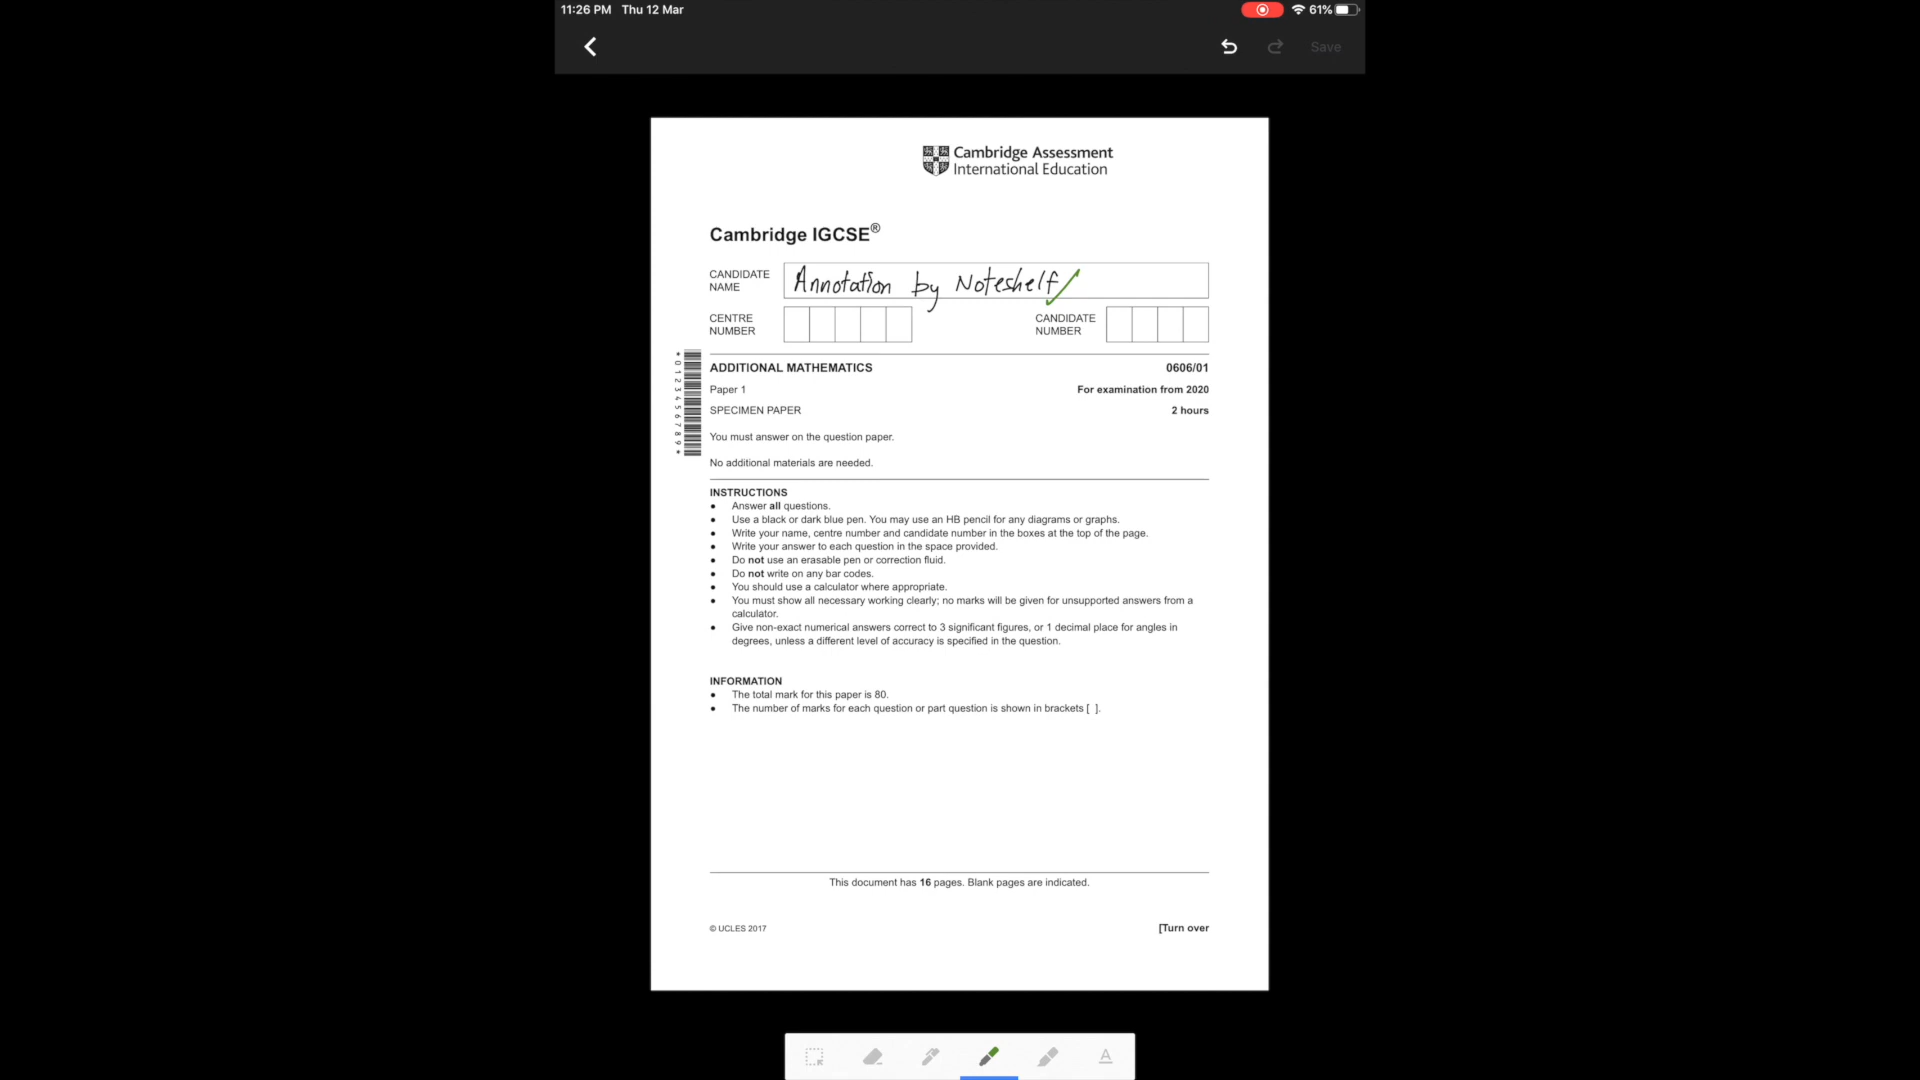 11:26 PM Thu 12 Mar
61%
Save
Cambridge Assessment
International Education
Cambridge IGCSE®
CANDIDATE
NAME
Annotation by Noteshelf
CENTRE
NUMBER
CANDIDATE
NUMBER
*0123456789*
ADDITIONAL MATHEMATICS 0606/01
Paper 1 For examination from 2020
SPECIMEN PAPER 2 hours
You must answer on the question paper.
No additional materials are needed.
INSTRUCTIONS
● Answer all questions.
● Use a black or dark blue pen. You may use an HB pencil for any diagrams or graphs.
● Write your name, centre number and candidate number in the boxes at the top of the page.
● Write your answer to each question in the space provided.
● Do not use an erasable pen or correction fluid.
● Do not write on any bar codes.
● You should use a calculator where appropriate.
● You must show all necessary working clearly; no marks will be given for unsupported answers from a
calculator.
● Give non-exact numerical answers correct to 3 significant figures, or 1 decimal place for angles in
degrees, unless a different level of accuracy is specified in the question.
INFORMATION
● The total mark for this paper is 80.
● The number of marks for each question or part question is shown in brackets [ ].
This document has 16 pages. Blank pages are indicated.
© UCLES 2017 [Turn over
A